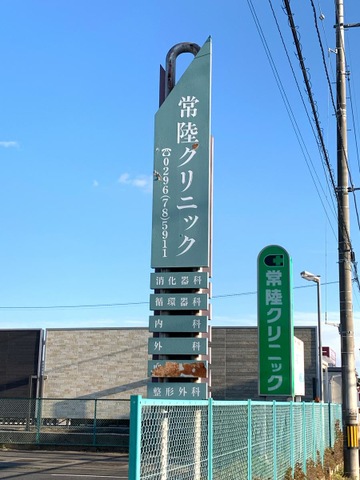 常陸クリニック
☎0296(78)5911
消化器科
循環器科
内科
外科
整形外科
常陸クリニック